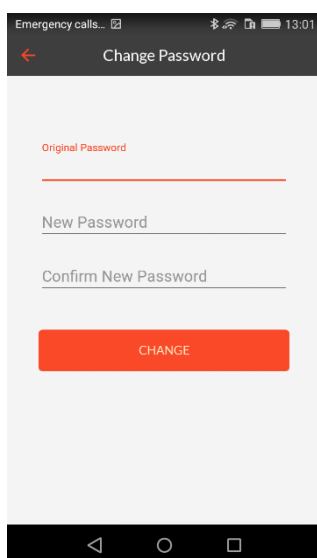 Emergency calls... 13:01
Change Password
Original Password
New Password
Confirm New Password
CHANGE